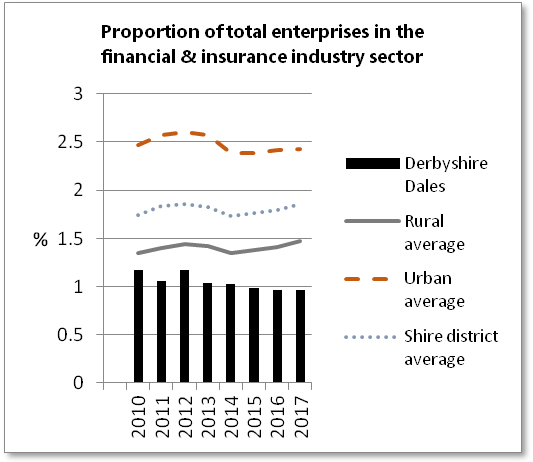 Proportion of total enterprises in the
financial & insurance industry sector
3
2.5
2
1.5
1
0.5
0
%
2010
2011
2012
2013
2014
2015
2016
2017
Derbyshire
Dales
Rural
average
Urban
average
Shire district
average